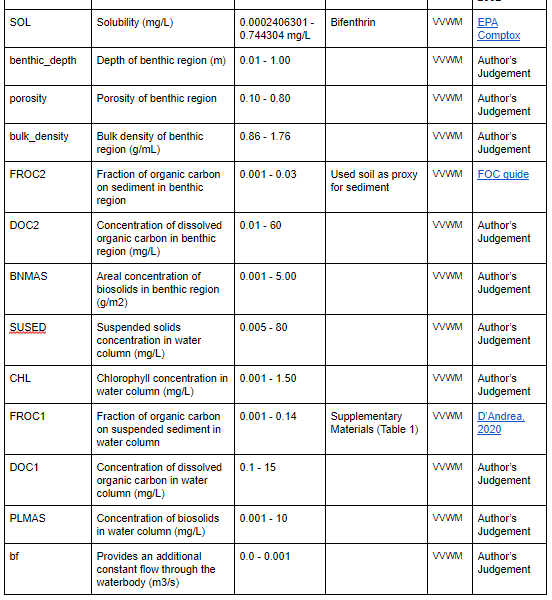 SOL Solubility (mg/L) 0.0002406301 - Bifenthrin VVWM EPA
0.744304 mg/L Comptox
benthic_depth Depth of benthic region (m) 0.01 - 1.00 VVWM Author's
Judgement
porosity Porosity of benthic region 0.10 - 0.80 VVWM Author's
Judgement
bulk_density Bulk density of benthic 0.86 - 1.76 VVWM Author's
region (g/mL) Judgement
FROC2 Fraction of organic carbon 0.001 - 0.03 Used soil as proxy VVWM FOC guide
on sediment in benthic for sediment
region
DOC2 Concentration of dissolved 0.01 - 60 VVWM Author's
organic carbon in benthic Judgement
region (mg/L)
BNMAS Areal concentration of 0.001 - 5.00 VVWM Author's
biosolids in benthic region Judgement
(g/m2)
SUSED Suspended solids 0.005 - 80 VVWM Author's
concentration in water Judgement
column (mg/L)
CHL Chlorophyll concentration in 0.001 - 1.50 VVWM Author's
water column (mg/L) Judgement
FROC1 Fraction of organic carbon 0.001 - 0.14 Supplementary VVWM D'Andrea,
on suspended sediment in Materials (Table 1) 2020
water column
DOC1 Concentration of dissolved 0.1 - 15 VVWM Author's
organic carbon in water Judgement
column (mg/L)
PLMAS Concentration of biosolids 0.001 - 10 VVWM Author's
in water column (mg/L) Judgement
bf Provides an additional 0.0 - 0.001 VVWM Author's
constant flow through the Judgement
waterbody (m3/s)